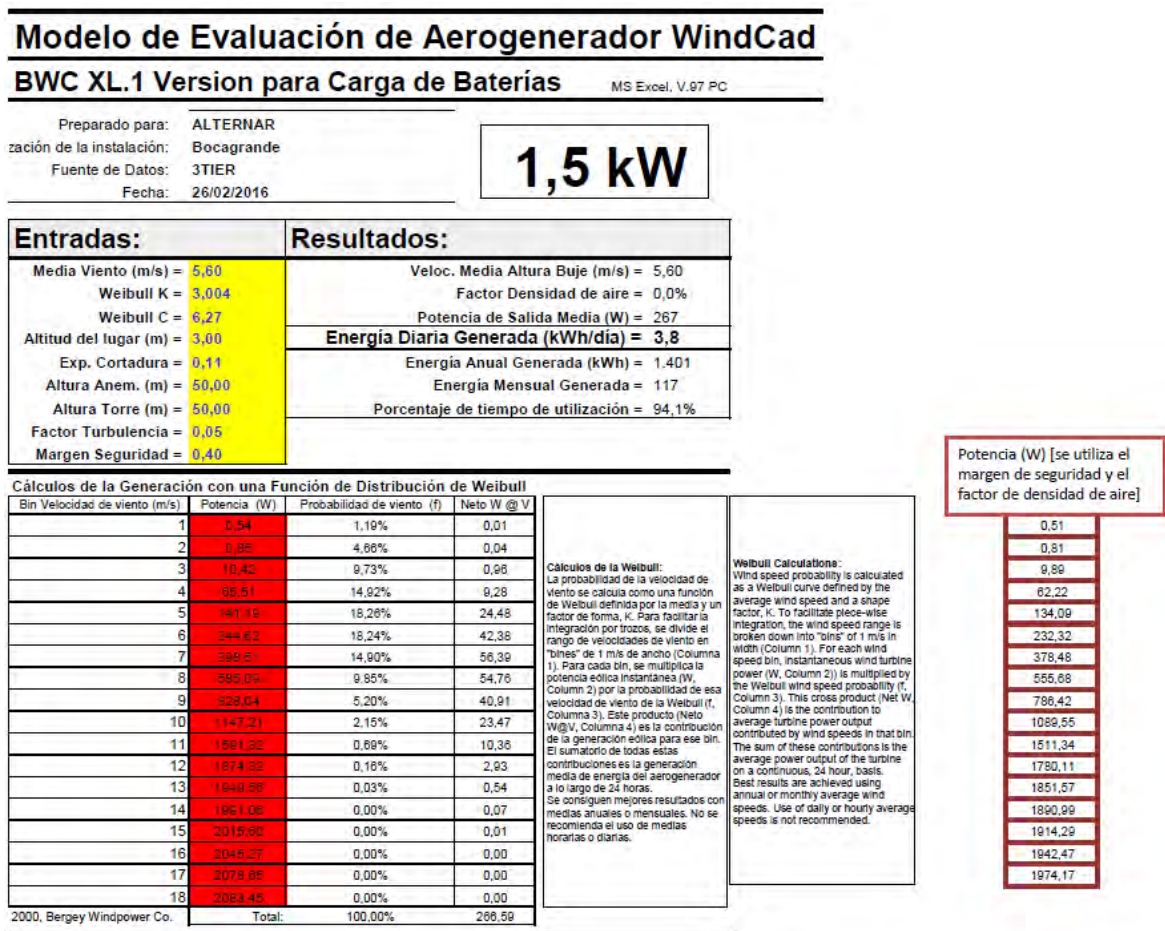 Modelo de Evaluación de Aerogenerador WindCad
BWC XL.1 Version para Carga de Baterías MS Excel, V.97 PC
Preparado para: ALTERNAR
zación de la instalación: Bocagrande
Fuente de Datos: 3TIER
Fecha: 26/02/2016
1,5 kW
Entradas:
Media Viento (m/s) = 5,60
Weibull K = 3,004
Weibull C = 6,27
Altitud del lugar (m) = 3,00
Exp. Cortadura = 0,11
Altura Anem. (m) = 50,00
Altura Torre (m) = 50,00
Factor Turbulencia = 0,05
Margen Seguridad = 0,40
Resultados:
Veloc. Media Altura Buje (m/s) = 5,60
Factor Densidad de aire = 0,0%
Potencia de Salida Media (W) = 267
Energía Diaria Generada (kWh/día) = 3,8
Energía Anual Generada (kWh) = 1.401
Energía Mensual Generada = 117
Porcentaje de tiempo de utilización = 94,1%
Cálculos de la Generación con una Función de Distribución de Weibull
Bin Velocidad de viento (m/s) Potencia (W) Probabilidad de viento (f) Neto W @ V
1 0,54 1,19% 0,01
2 0,85 4,66% 0,04
3 10,42 9,73% 0,96
4 65,51 14,92% 9,28
5 141,19 18,26% 24,48
6 244,62 18,24% 42,38
7 398,51 14,90% 56,39
8 585,09 9,85% 54,76
9 828,04 5,20% 40,91
10 1147,21 2,15% 23,47
11 0,69% 10,36
12 1874,32 0,16% 2,93
13 1949,56 0,03% 0,54
14 1991,06 0,00% 0,07
15 2015,60 0,00% 0,01
16 2045,27 0,00% 0,00
17 2078,65 0,00% 0,00
18 2083,45 0,00% 0,00
2000, Bergey Windpower Co. Total: 100,00% 266,59
Cálculos de la Weibull:
La probabilidad de la velocidad de
viento se calcula como una función
de Weibull definida por la media y un
factor de forma, K. Para facilitar la
integración por trozos, se divide el
rango de velocidades de viento en
"bines" de 1 m/s de ancho (Columna
1). Para cada bin, se multiplica la
potencia eólica instantánea (W,
Column 2) por la probabilidad de esa
velocidad de viento de la Weibull (f,
Columna 3). Este producto (Neto
W@V, Columna 4) es la contribución
de la generación eólica para ese bin.
El sumatorio de todas estas
contribuciones es la generación
media de energía del aerogenerador
a lo largo de 24 horas.
Se consiguen mejores resultados con
medias anuales o mensuales. No se
recomienda el uso de medias
horarias o diarias.
Weibull Calculations:
Wind speed probability is calculated
as a Weibull curve defined by the
average wind speed and a shape
factor, K. To facilitate piece-wise
integration, the wind speed range is
broken down into "bins" of 1 m/s in
width (Column 1). For each wind
speed bin, instantaneous wind turbine
power (W, Column 2)) is multiplied by
the Weibull wind speed probability (f,
Column 3). This cross product (Net W,
Column 4) is the contribution to
average turbine power output
contributed by wind speeds in that bin.
The sum of these contributions is the
average power output of the turbine
on a continuous, 24 hour, basis.
Best results are achieved using
annual or monthly average wind
speeds. Use of daily or hourly average
speeds is not recommended.
Potencia (W) [se utiliza el
margen de seguridad y el
factor de densidad de aire]
0,51
0,81
9,89
62,22
134,09
232,32
378,48
555,68
786,42
1089,55
1511,34
1780,11
1851,57
1890,99
1914,29
1942,47
1974,17